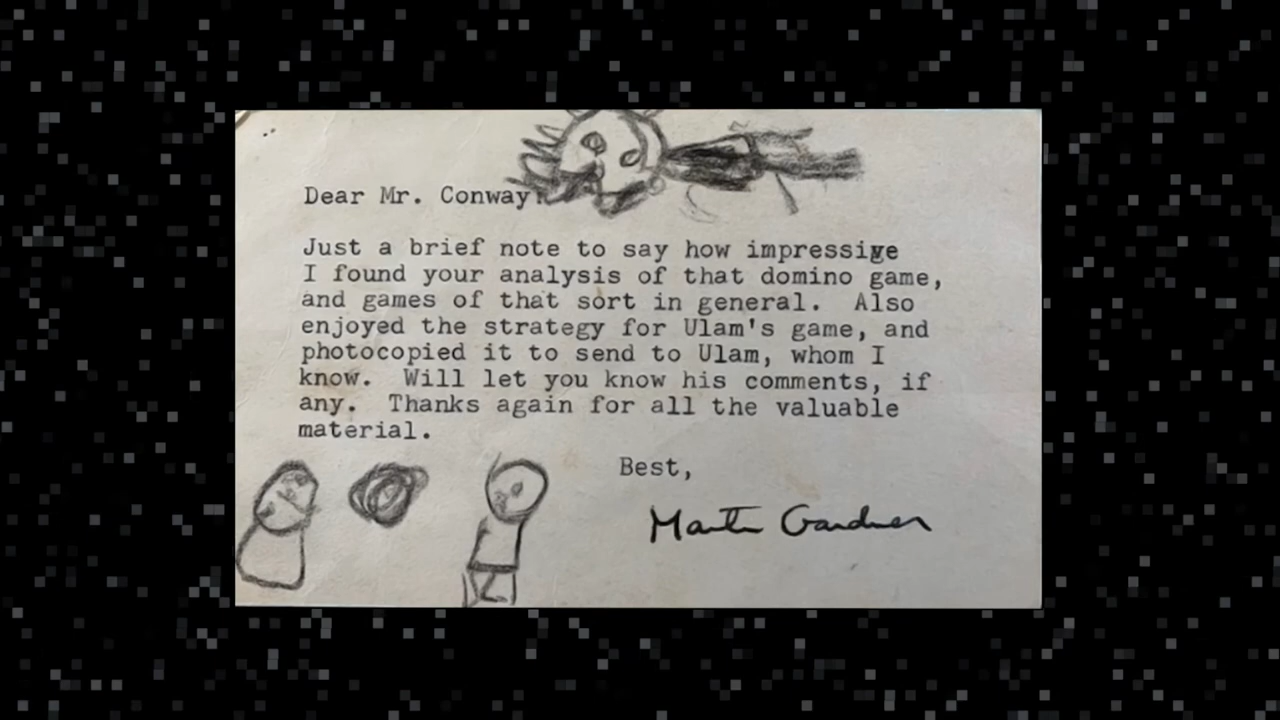 Dear Mr. Conway:
Just a brief note to say how impressive
I found your analysis of that domino game,
and games of that sort in general. Also
enjoyed the strategy for Ulam's game, and
photocopied it to send to Ulam, whom I
know. Will let you know his comments, if
any. Thanks again for all the valuable
material.
Best,
Martin Gardner